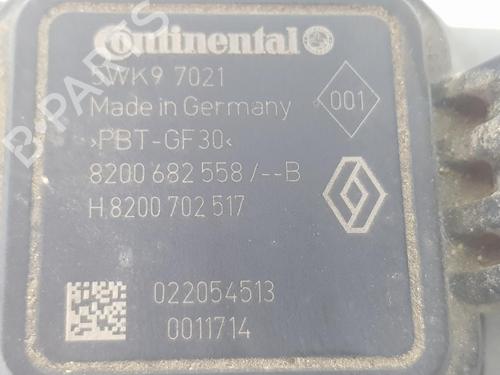 Continental
5WK9 7021
Made in Germany
001
>PBT-GF30<
8200 682 558 /--B
H 8200 702 517
022054513
0011714
B-PARTS